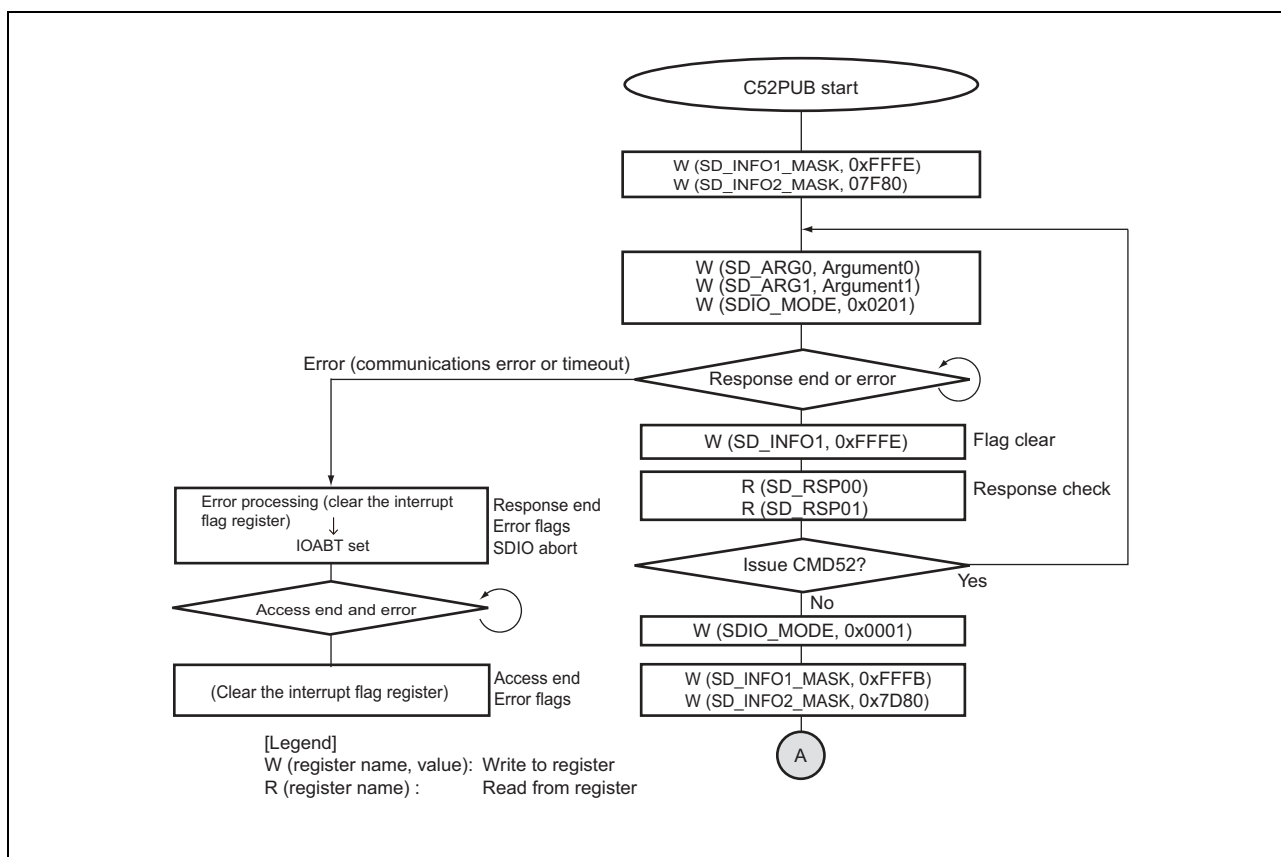 C52PUB start
W (SD_INFO1_MASK, 0xFFFE)
W (SD_INFO2_MASK, 07F80)
W (SD_ARG0, Argument0)
W (SD_ARG1, Argument1)
W (SDIO_MODE, 0x0201)
Error (communications error or timeout)
Response end or error
W (SD_INFO1, 0xFFFE)
Flag clear
R (SD_RSP00)
R (SD_RSP01)
Response check
Error processing (clear the interrupt
flag register)
↓
IOABT set
Response end
Error flags
SDIO abort
Issue CMD52?
Yes
No
Access end and error
W (SDIO_MODE, 0x0001)
(Clear the interrupt flag register)
Access end
Error flags
W (SD_INFO1_MASK, 0xFFFB)
W (SD_INFO2_MASK, 0x7D80)
A
[Legend]
W (register name, value): Write to register
R (register name) : Read from register